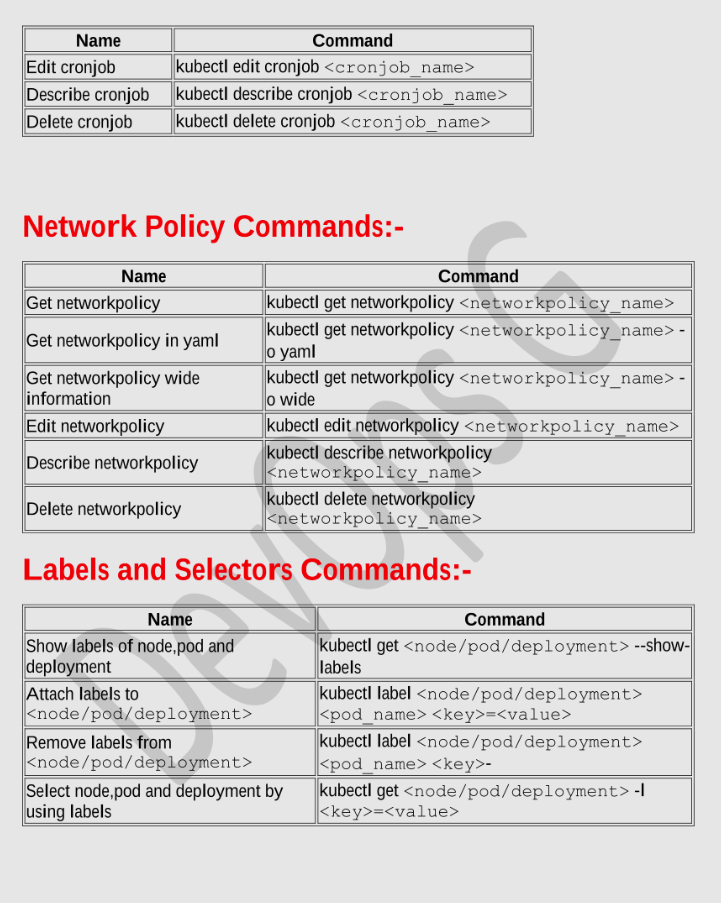 Name Command
Edit cronjob kubectl edit cronjob <cronjob_name>
Describe cronjob kubectl describe cronjob <cronjob_name>
Delete cronjob kubectl delete cronjob <cronjob_name>
Network Policy Commands:-
Name Command
Get networkpolicy kubectl get networkpolicy <networkpolicy_name>
Get networkpolicy in yaml kubectl get networkpolicy <networkpolicy_name> -
o yaml
Get networkpolicy wide kubectl get networkpolicy <networkpolicy_name> -
information o wide
Edit networkpolicy kubectl edit networkpolicy <networkpolicy_name>
Describe networkpolicy kubectl describe networkpolicy
<networkpolicy_name>
Delete networkpolicy kubectl delete networkpolicy
<networkpolicy_name>
Labels and Selectors Commands:-
Name Command
Show labels of node,pod and kubectl get <node/pod/deployment> --show-
deployment labels
Attach labels to kubectl label <node/pod/deployment>
<node/pod/deployment> <pod_name> <key>=<value>
Remove labels from kubectl label <node/pod/deployment>
<node/pod/deployment> <pod_name> <key>-
Select node,pod and deployment by kubectl get <node/pod/deployment> -l
using labels <key>=<value>
DevOps G